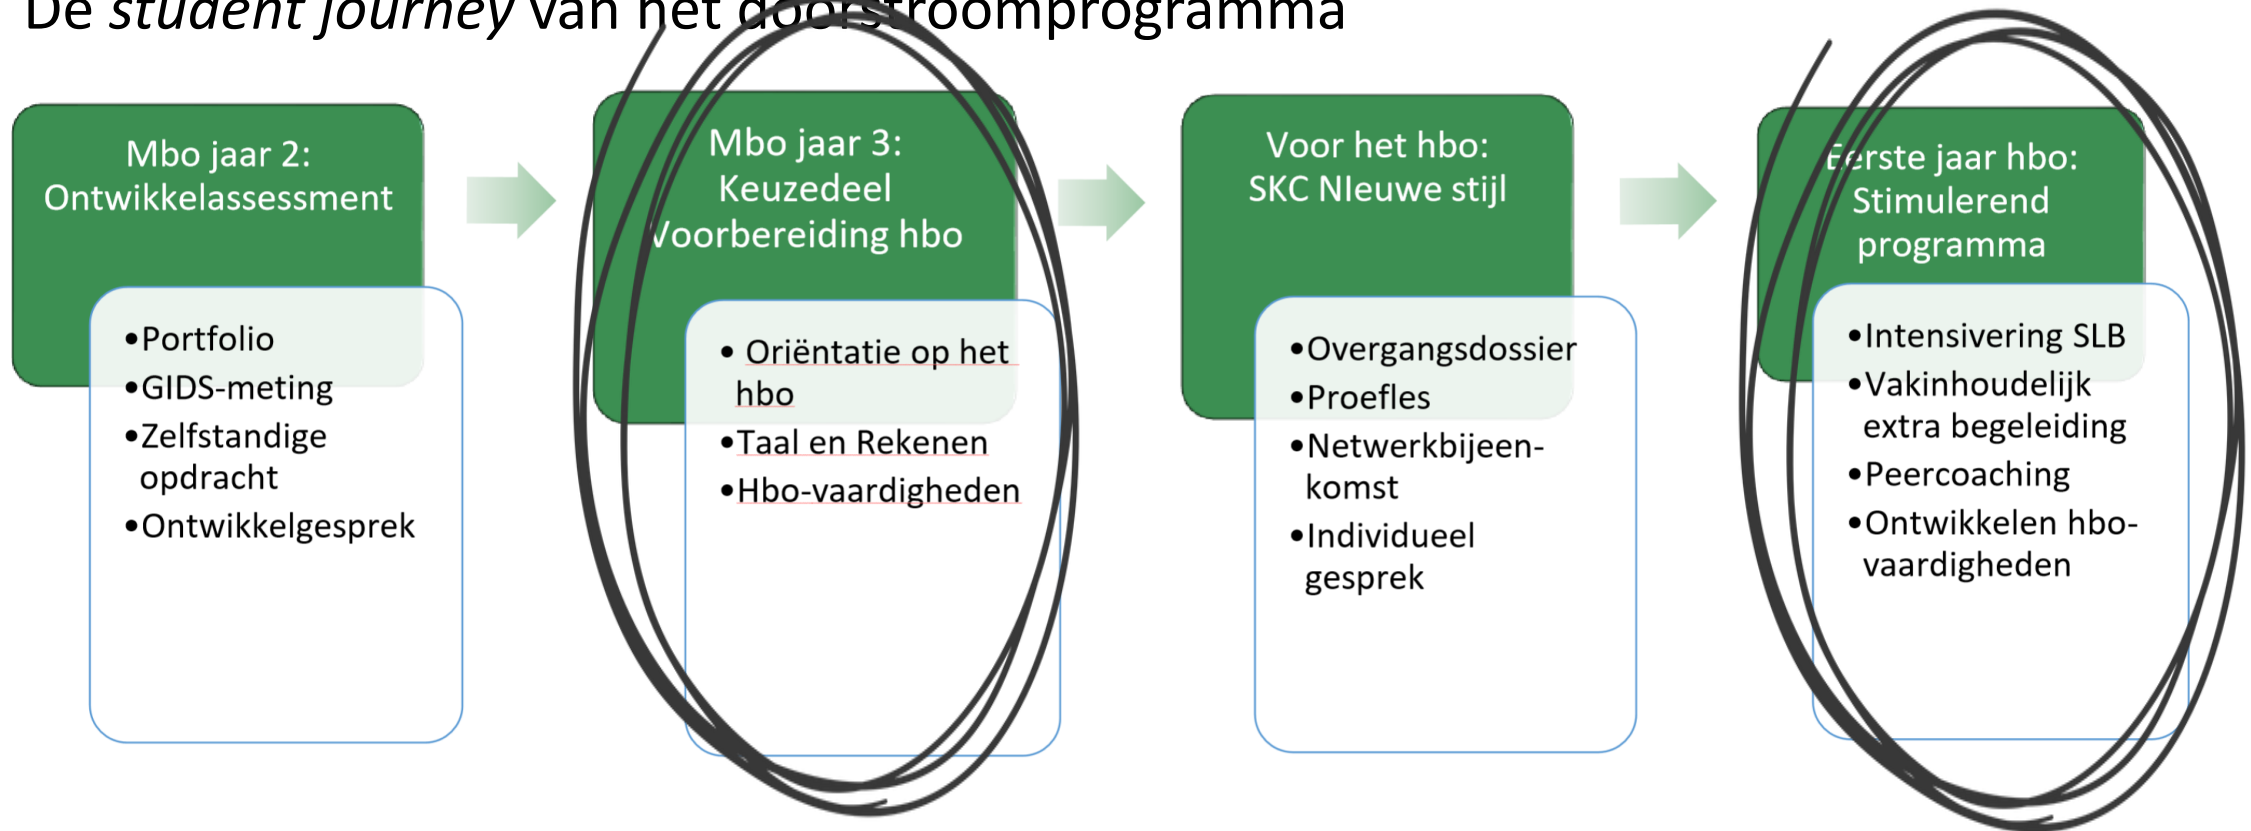 De student journey van het doorstroomprogramma
Mbo jaar 2:
Ontwikkelassessment
•Portfolio
•GIDS-meting
•Zelfstandige
opdracht
•Ontwikkelgesprek
Mbo jaar 3:
Keuzedeel
Voorbereiding hbo
• Oriëntatie op het
hbo
•Taal en Rekenen
•Hbo-vaardigheden
Voor het hbo:
SKC NIeuwe stijl
•Overgangsdossier
•Proefles
•Netwerkbijeen-
komst
•Individueel
gesprek
Eerste jaar hbo:
Stimulerend
programma
•Intensivering SLB
•Vakinhoudelijk
extra begeleiding
•Peercoaching
•Ontwikkelen hbo-
vaardigheden